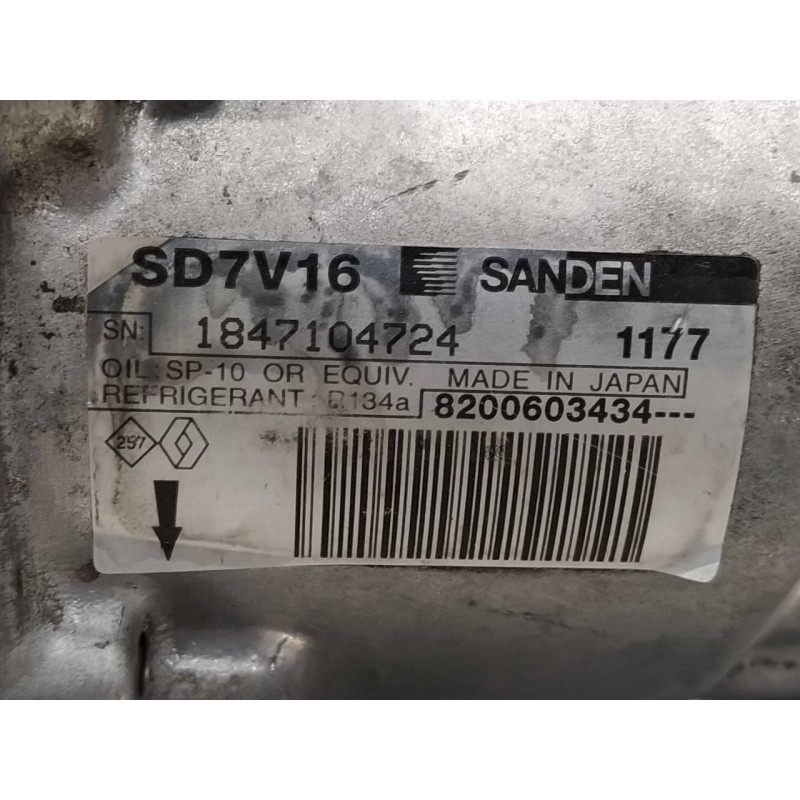 SD7V16 SANDEN
SN: 1847104724 1177
OIL: SP-10 OR EQUIV. MADE IN JAPAN
REFRIGERANT: R134a 8200603434---
257